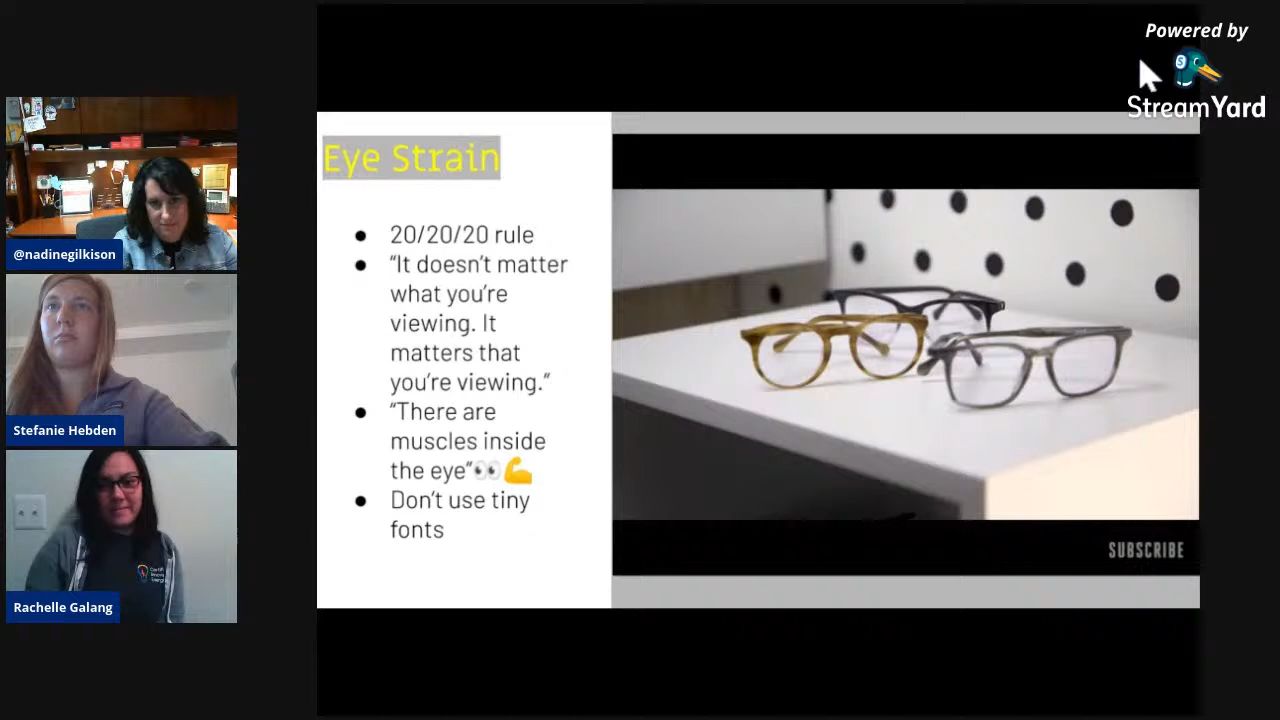 Powered by
StreamYard
@nadinegilkison
Stefanie Hebden
Rachelle Galang
Eye Strain
● 20/20/20 rule
● “It doesn’t matter
what you’re
viewing. It
matters that
you’re viewing.”
● “There are
muscles inside
the eye”👀💪
● Don’t use tiny
fonts
SUBSCRIBE